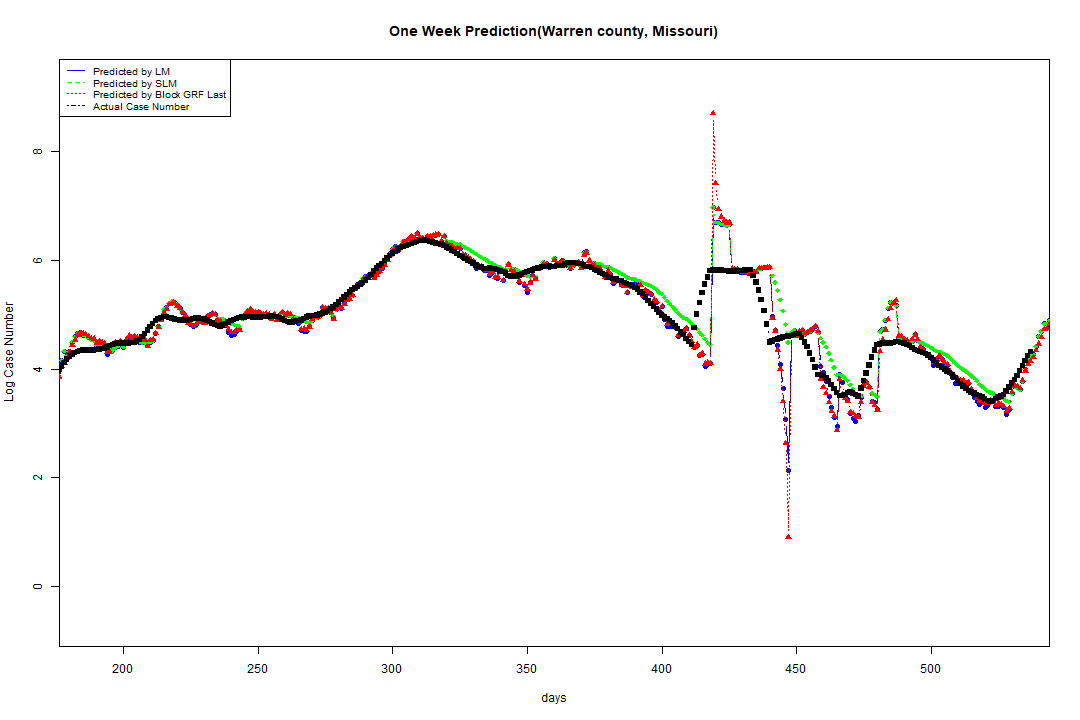 One Week Prediction(Warren county, Missouri)
Predicted by LM
Predicted by SLM
Predicted by Block GRF Last
Actual Case Number
Log Case Number
8
6
4
2
0
200 250 300 350 400 450 500
days